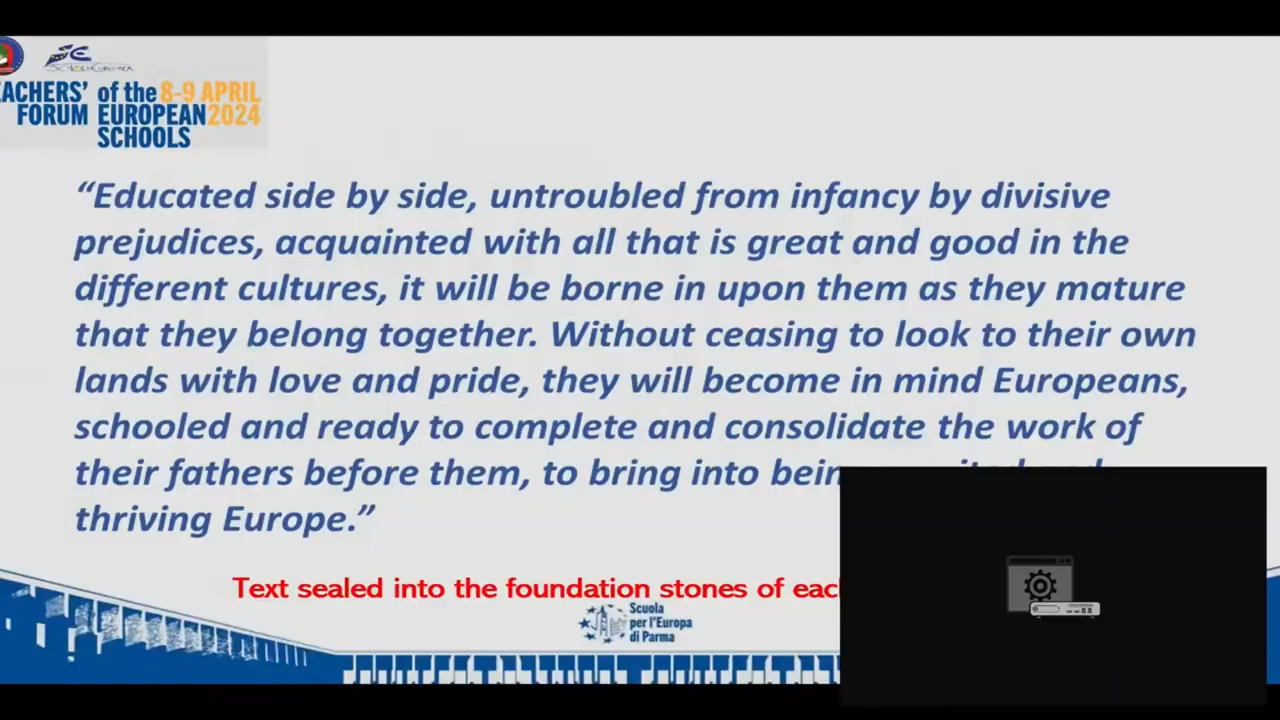 EACHERS' of the 8-9 APRIL
FORUM EUROPEAN 2024
SCHOOLS
“Educated side by side, untroubled from infancy by divisive
prejudices, acquainted with all that is great and good in the
different cultures, it will be borne in upon them as they mature
that they belong together. Without ceasing to look to their own
lands with love and pride, they will become in mind Europeans,
schooled and ready to complete and consolidate the work of
their fathers before them, to bring into
thriving Europe.”
Text sealed into the foundation stones of
Scuola
per l'Europa
di Parma